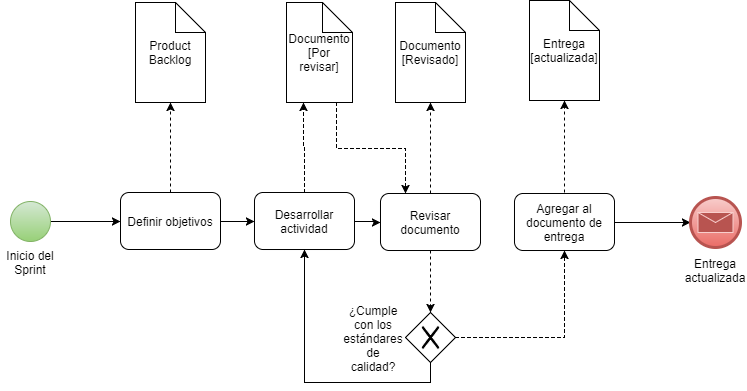 Product
Backlog
Documento
[Por
revisar]
Documento
[Revisado]
Entrega
[actualizada]
Definir objetivos
Desarrollar
actividad
Revisar
documento
Agregar al
documento de
entrega
Inicio del
Sprint
Entrega
actualizada
¿Cumple
con los
estándares
de
calidad?